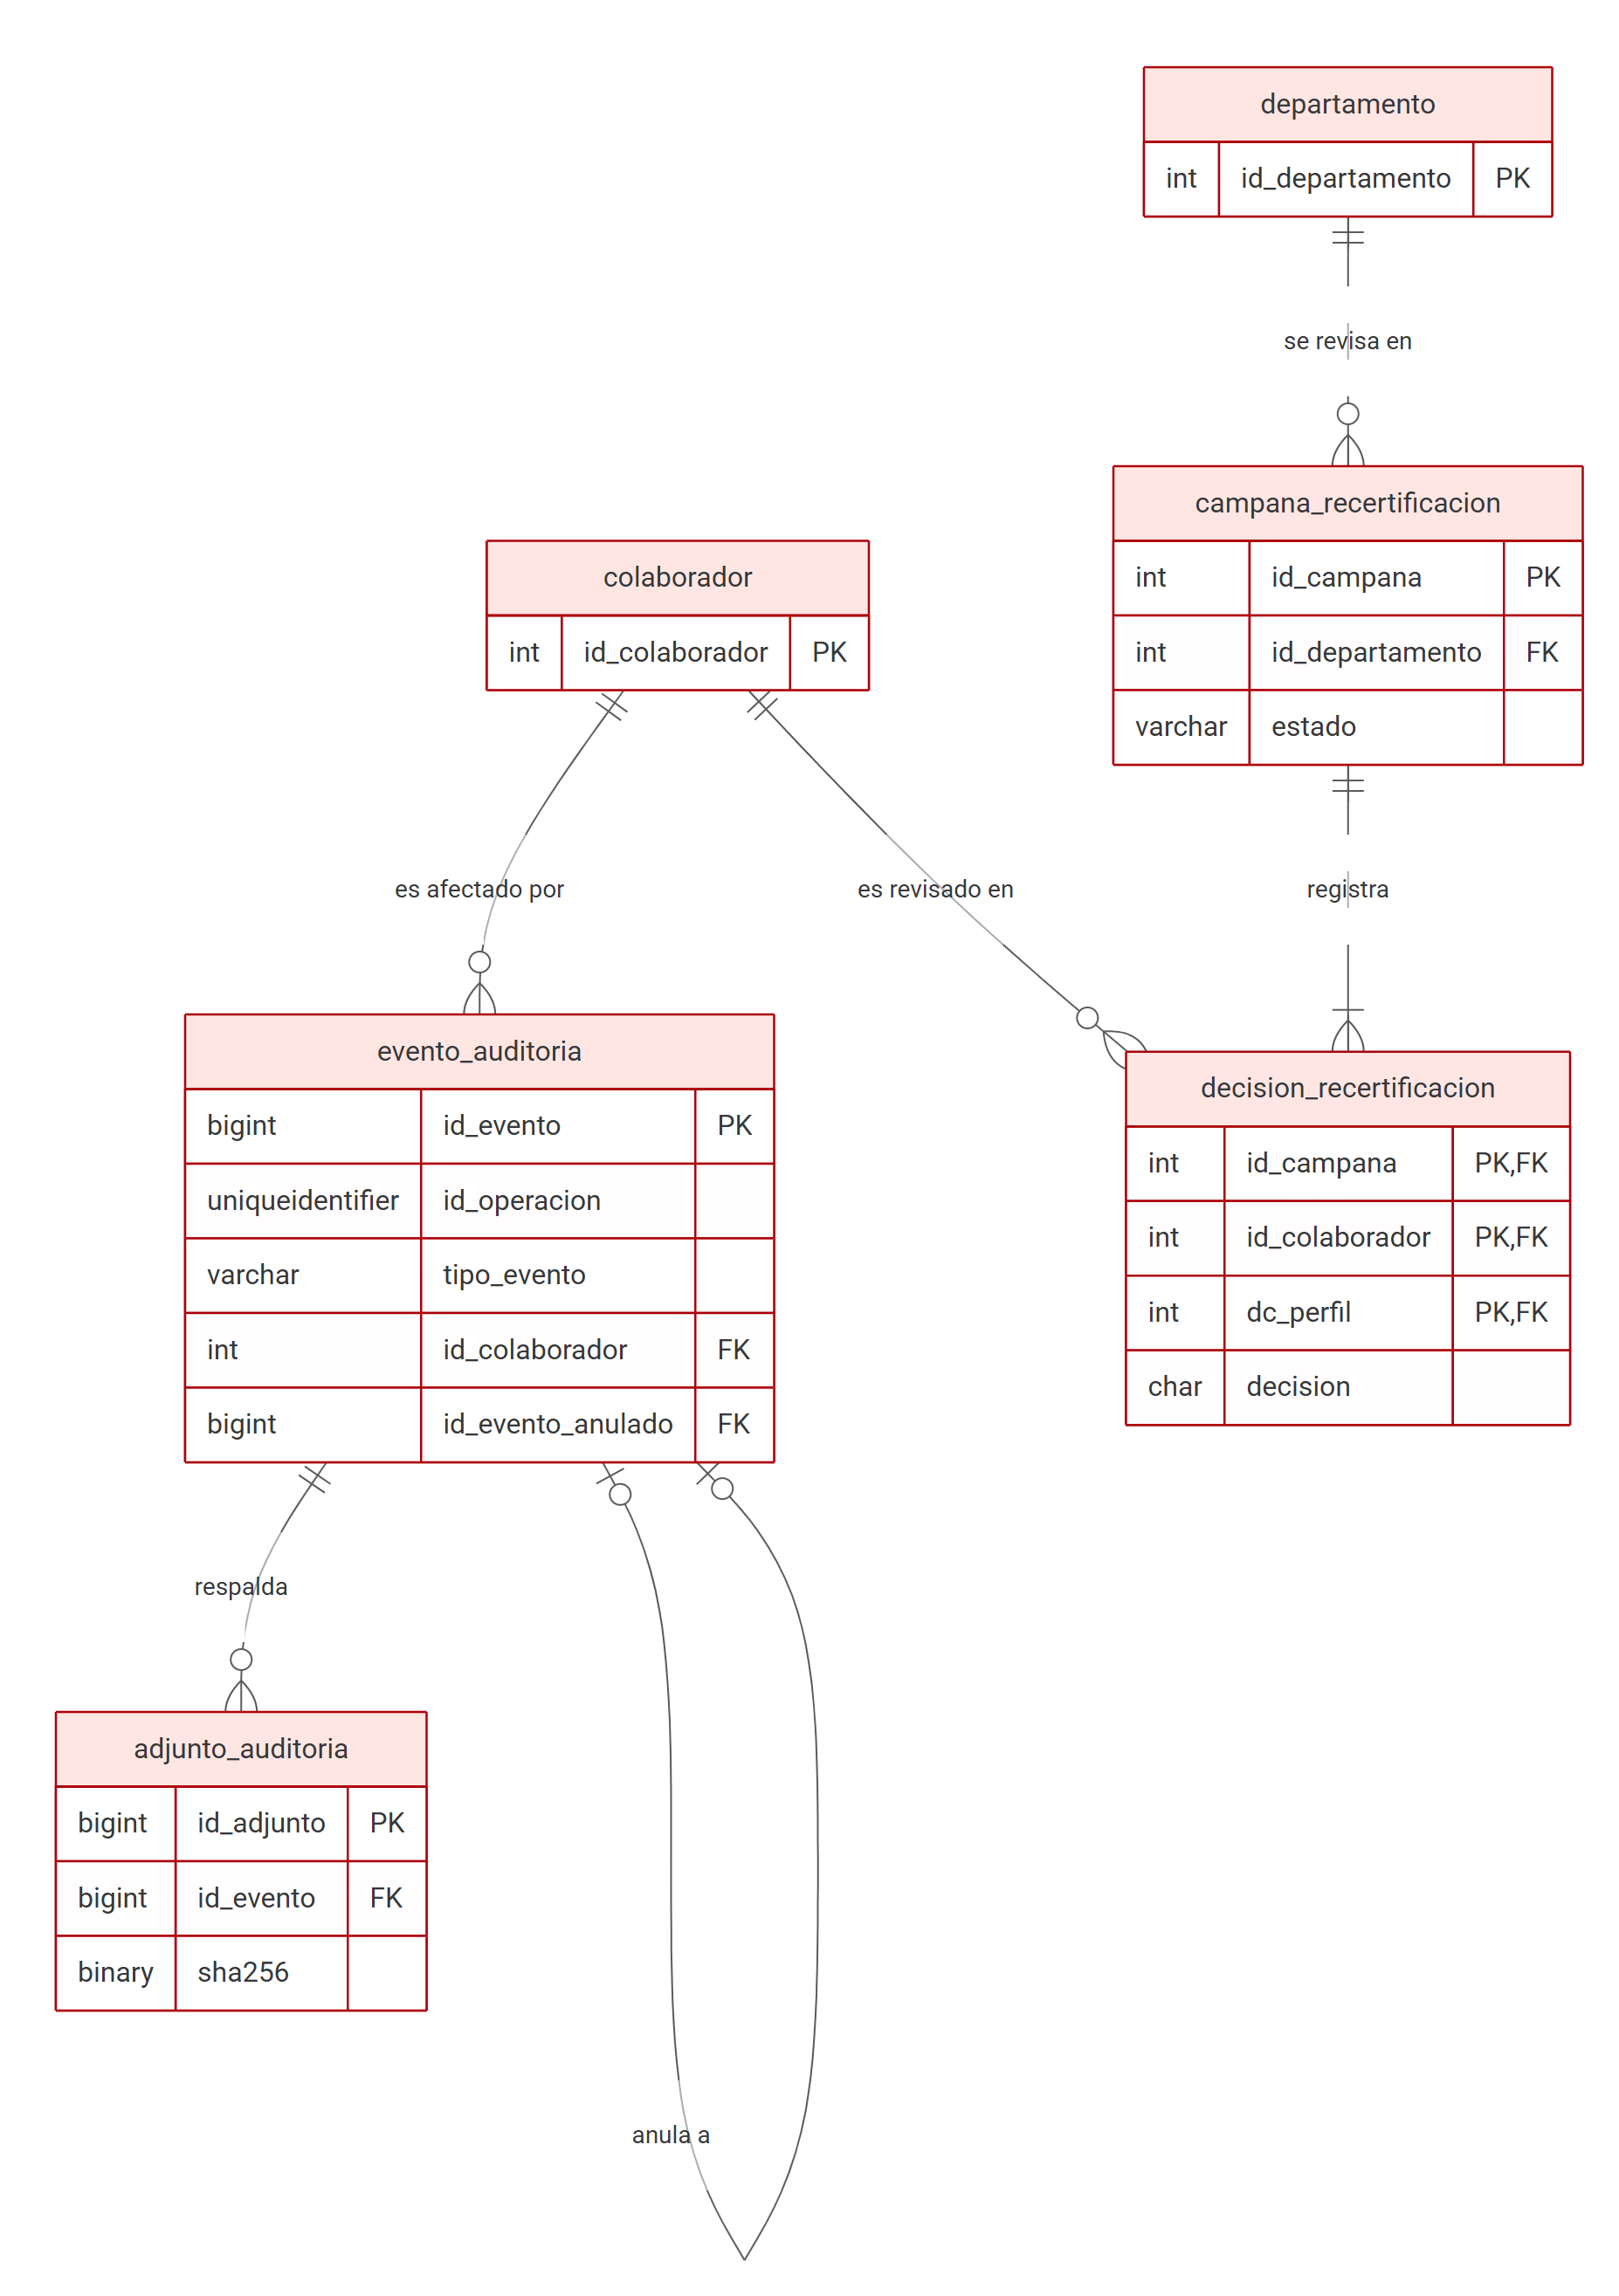 departamento
int id_departamento PK
se revisa en
campana_recertificacion
int id_campana PK
int id_departamento FK
varchar estado
colaborador
int id_colaborador PK
es afectado por
es revisado en
registra
evento_auditoria
bigint id_evento PK
uniqueidentifier id_operacion
varchar tipo_evento
int id_colaborador FK
bigint id_evento_anulado FK
decision_recertificacion
int id_campana PK,FK
int id_colaborador PK,FK
int dc_perfil PK,FK
char decision
respalda
adjunto_auditoria
bigint id_adjunto PK
bigint id_evento FK
binary sha256
anula a